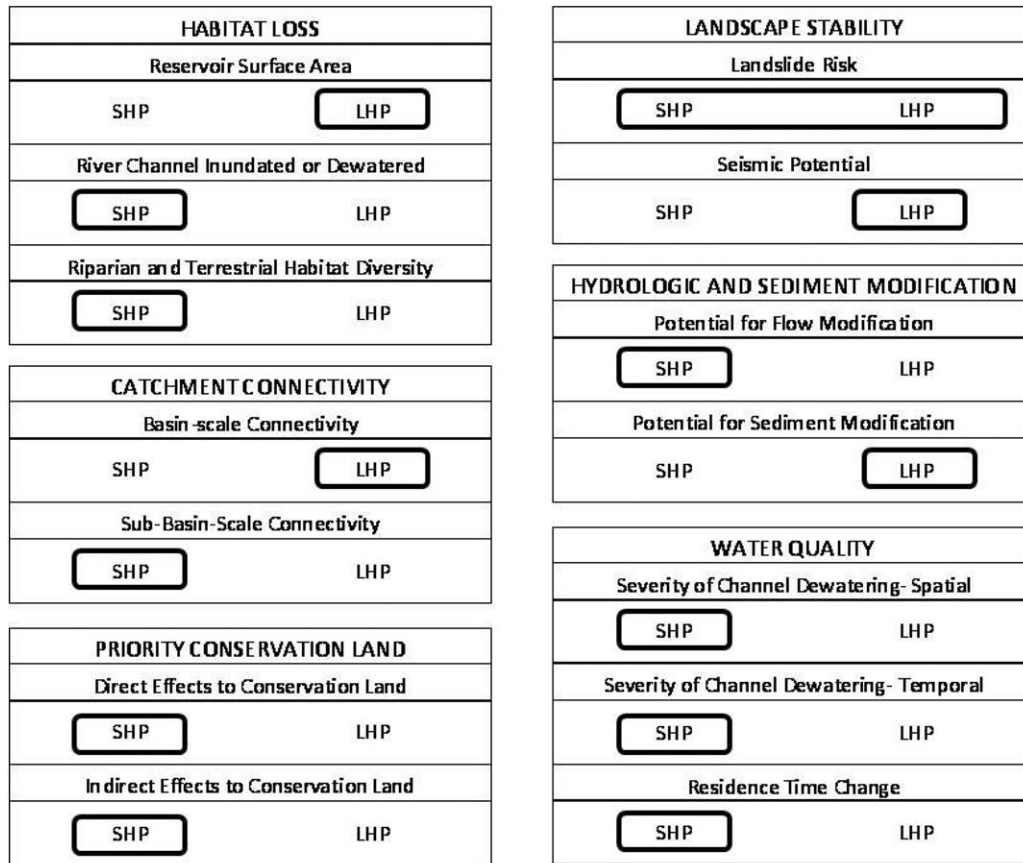 HABITAT LOSS
Reservoir Surface Area
SHP LHP
River Channel Inundated or Dewatered
SHP LHP
Riparian and Terrestrial Habitat Diversity
SHP LHP
CATCHMENT CONNECTIVITY
Basin-scale Connectivity
SHP LHP
Sub-Basin-Scale Connectivity
SHP LHP
PRIORITY CONSERVATION LAND
Direct Effects to Conservation Land
SHP LHP
Indirect Effects to Conservation Land
SHP LHP
LANDSCAPE STABILITY
Landslide Risk
SHP LHP
Seismic Potential
SHP LHP
HYDROLOGIC AND SEDIMENT MODIFICATION
Potential for Flow Modification
SHP LHP
Potential for Sediment Modification
SHP LHP
WATER QUALITY
Severity of Channel Dewatering- Spatial
SHP LHP
Severity of Channel Dewatering- Temporal
SHP LHP
Residence Time Change
SHP LHP